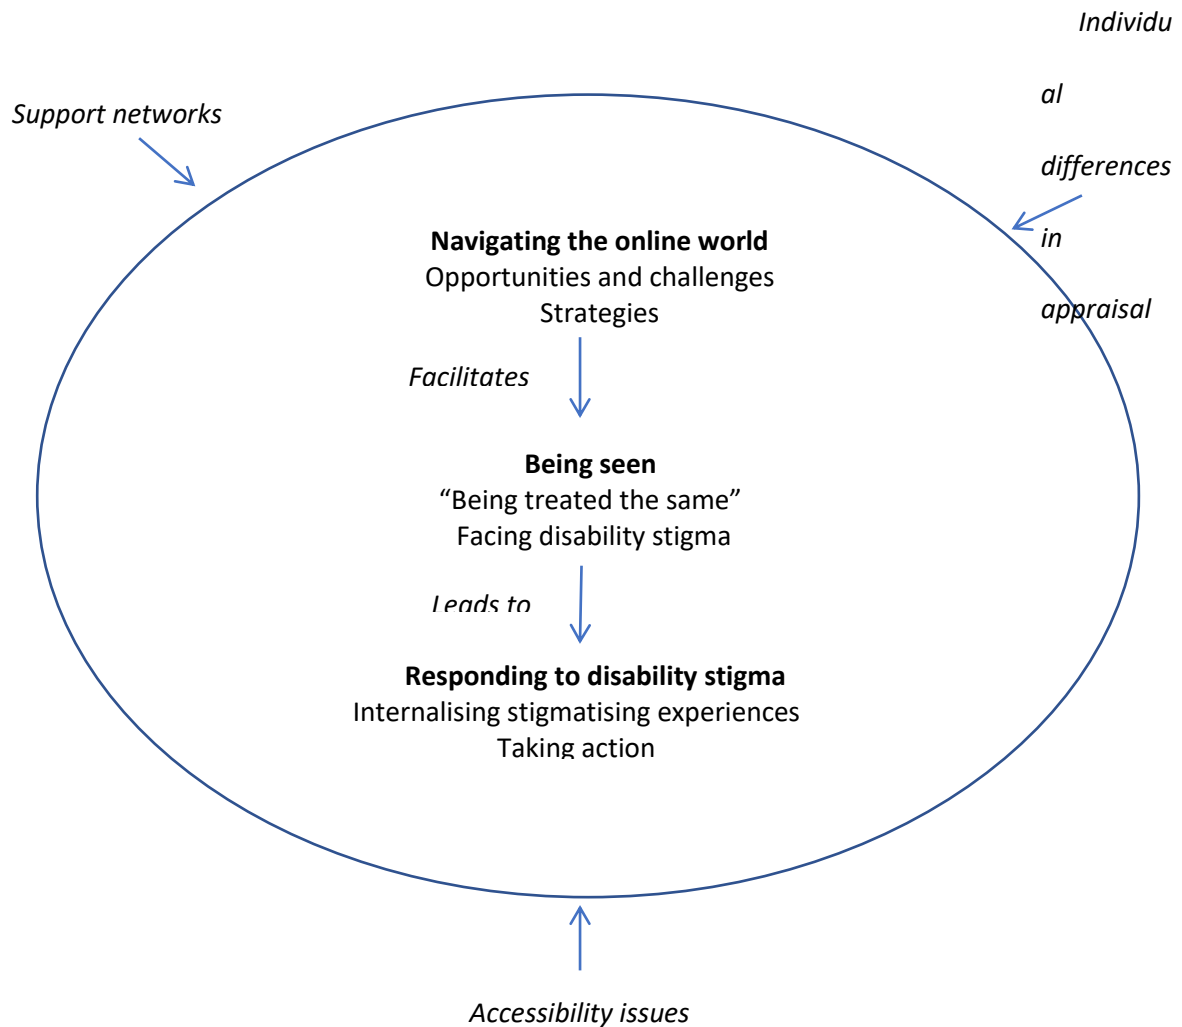 Individu
al
differences
in
appraisal
Support networks
Navigating the online world
Opportunities and challenges
Strategies
Facilitates
Being seen
“Being treated the same”
Facing disability stigma
Leads to
Responding to disability stigma
Internalising stigmatising experiences
Taking action
Accessibility issues